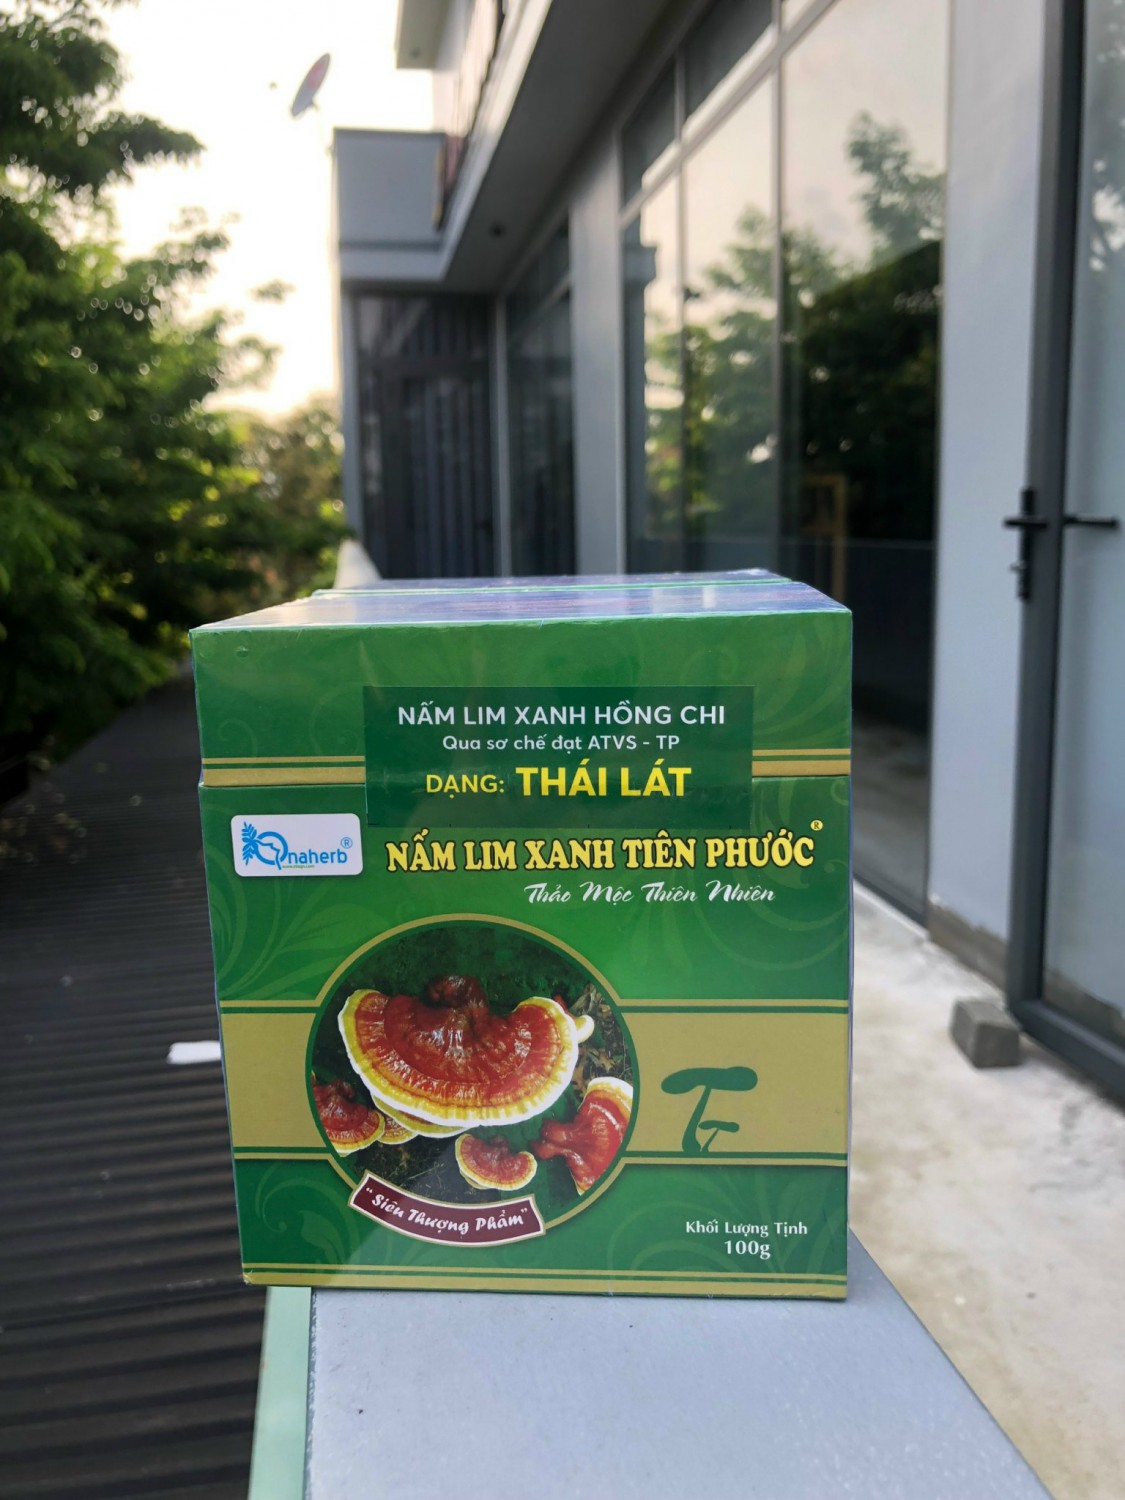 NẤM LIM XANH HỒNG CHI
Qua sơ chế đạt ATVS - TP
DẠNG: THÁI LÁT
Qnaherb®
NẤM LIM XANH TIÊN PHƯỚC®
Thảo Mộc Thiên Nhiên
"Siêu Thượng Phẩm"
Khối Lượng Tịnh
100g